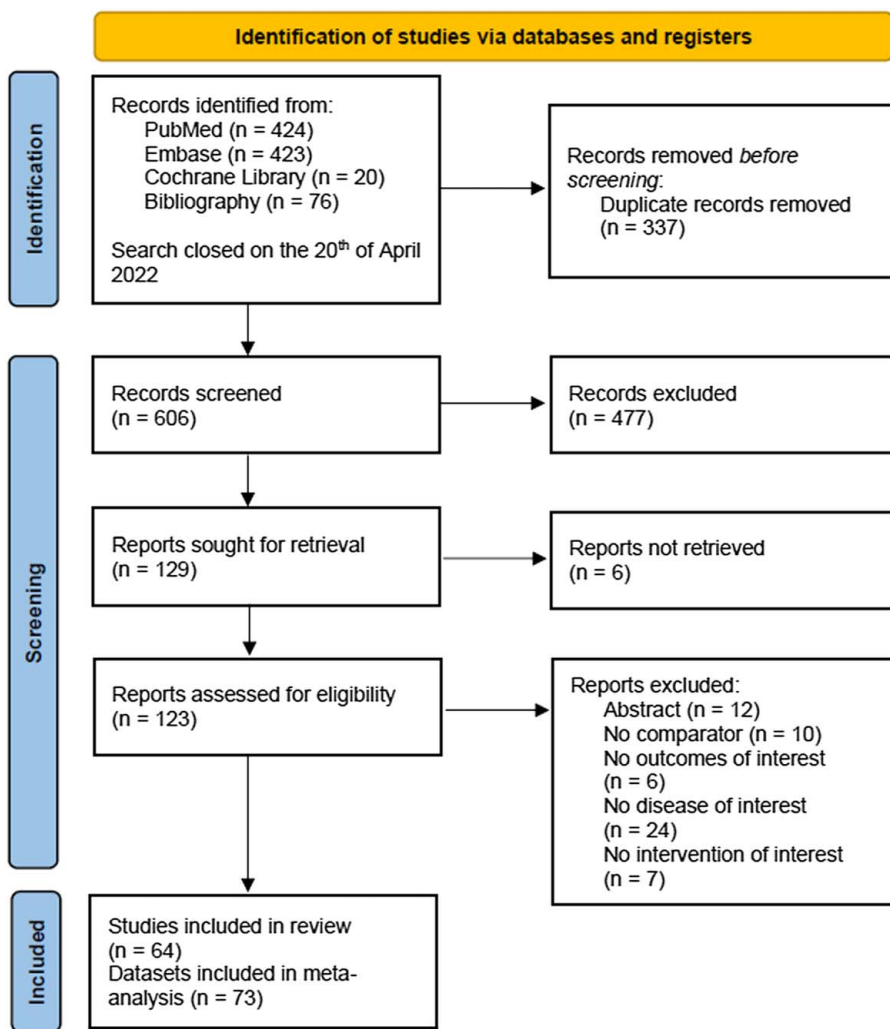 Identification of studies via databases and registers
Identification
Records identified from:
PubMed (n = 424)
Embase (n = 423)
Cochrane Library (n = 20)
Bibliography (n = 76)
Search closed on the 20th of April
2022
Records removed before
screening:
Duplicate records removed
(n = 337)
Screening
Records screened
(n = 606)
Records excluded
(n = 477)
Reports sought for retrieval
(n = 129)
Reports not retrieved
(n = 6)
Reports assessed for eligibility
(n = 123)
Reports excluded:
Abstract (n = 12)
No comparator (n = 10)
No outcomes of interest
(n = 6)
No disease of interest
(n = 24)
No intervention of interest
(n = 7)
Included
Studies included in review
(n = 64)
Datasets included in meta-
analysis (n = 73)